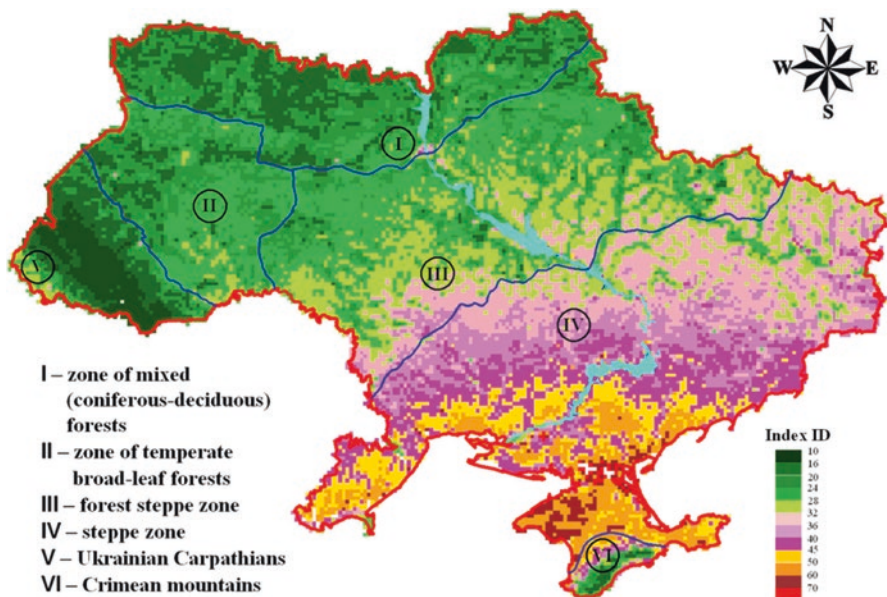 N
W E
S
I
II
V
III
IV
VI
I – zone of mixed
(coniferous-deciduous)
forests
II – zone of temperate
broad-leaf forests
III – forest steppe zone
IV – steppe zone
V – Ukrainian Carpathians
VI – Crimean mountains
Index ID
10
16
20
24
28
32
36
40
45
50
60
70